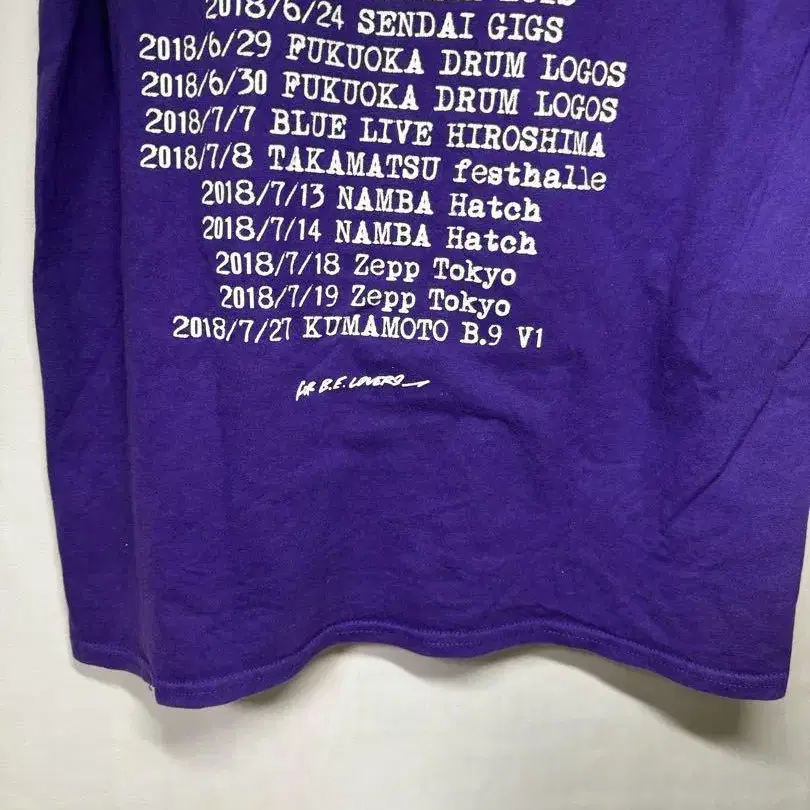 2018/6/24 SENDAI GIGS
2018/6/29 FUKUOKA DRUM LOGOS
2018/6/30 FUKUOKA DRUM LOGOS
2018/7/7 BLUE LIVE HIROSHIMA
2018/7/8 TAKAMATSU festhalle
2018/7/13 NAMBA Hatch
2018/7/14 NAMBA Hatch
2018/7/18 Zepp Tokyo
2018/7/19 Zepp Tokyo
2018/7/27 KUMAMOTO B.9 V1
B.E. LOVERS